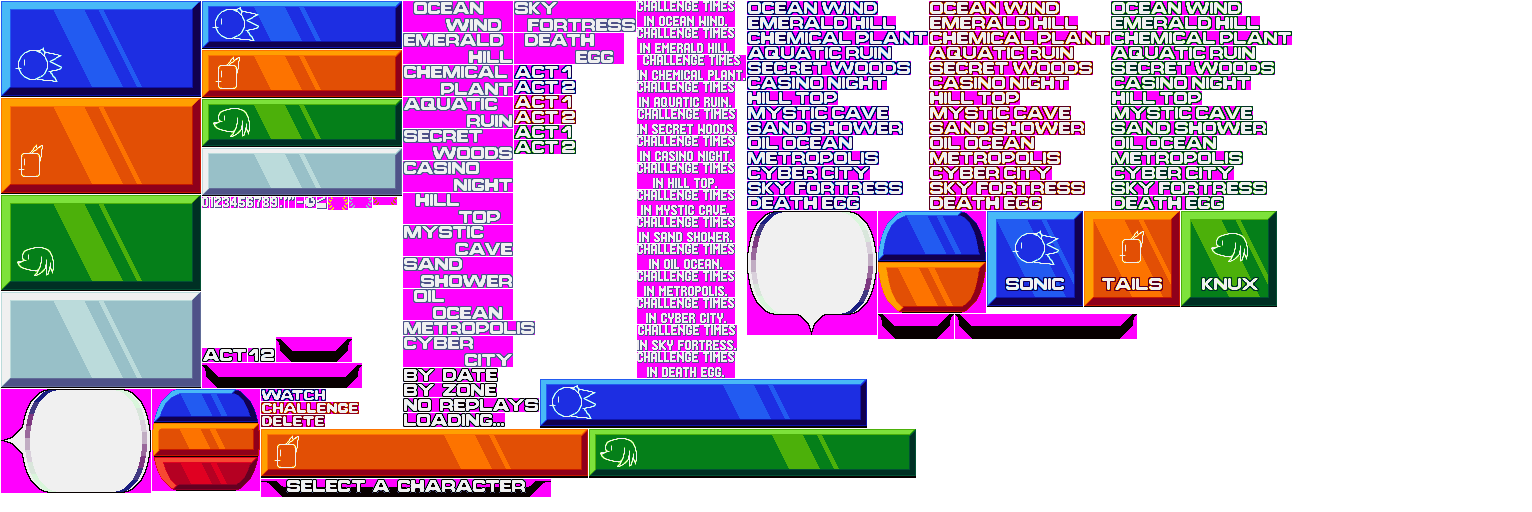 OCEAN
WIND
EMERALD
HILL
CHEMICAL
PLANT
AQUATIC
RUIN
SECRET
WOODS
CASINO
NIGHT
HILL
TOP
MYSTIC
CAVE
SAND
SHOWER
OIL
OCEAN
METROPOLIS
CYBER
CITY
BY DATE
BY ZONE
NO REPLAYS
LOADING...
SKY
FORTRESS
DEATH
EGG
ACT 1
ACT 2
ACT 1
ACT 2
ACT 1
ACT 2
CHALLENGE TIMES
IN OCEAN WIND.
CHALLENGE TIMES
IN EMERALD HILL.
CHALLENGE TIMES
IN CHEMICAL PLANT.
CHALLENGE TIMES
IN AQUATIC RUIN.
CHALLENGE TIMES
IN SECRET WOODS.
CHALLENGE TIMES
IN CASINO NIGHT.
CHALLENGE TIMES
IN HILL TOP.
CHALLENGE TIMES
IN MYSTIC CAVE.
CHALLENGE TIMES
IN SAND SHOWER.
CHALLENGE TIMES
IN OIL OCEAN.
CHALLENGE TIMES
IN METROPOLIS.
CHALLENGE TIMES
IN CYBER CITY.
CHALLENGE TIMES
IN SKY FORTRESS.
CHALLENGE TIMES
IN DEATH EGG.
OCEAN WIND
EMERALD HILL
CHEMICAL PLANT
AQUATIC RUIN
SECRET WOODS
CASINO NIGHT
HILL TOP
MYSTIC CAVE
SAND SHOWER
OIL OCEAN
METROPOLIS
CYBER CITY
SKY FORTRESS
DEATH EGG
OCEAN WIND
EMERALD HILL
CHEMICAL PLANT
AQUATIC RUIN
SECRET WOODS
CASINO NIGHT
HILL TOP
MYSTIC CAVE
SAND SHOWER
OIL OCEAN
METROPOLIS
CYBER CITY
SKY FORTRESS
DEATH EGG
OCEAN WIND
EMERALD HILL
CHEMICAL PLANT
AQUATIC RUIN
SECRET WOODS
CASINO NIGHT
HILL TOP
MYSTIC CAVE
SAND SHOWER
OIL OCEAN
METROPOLIS
CYBER CITY
SKY FORTRESS
DEATH EGG
SONIC
TAILS
KNUX
0123456789
ACT 12
WATCH
CHALLENGE
DELETE
SELECT A CHARACTER